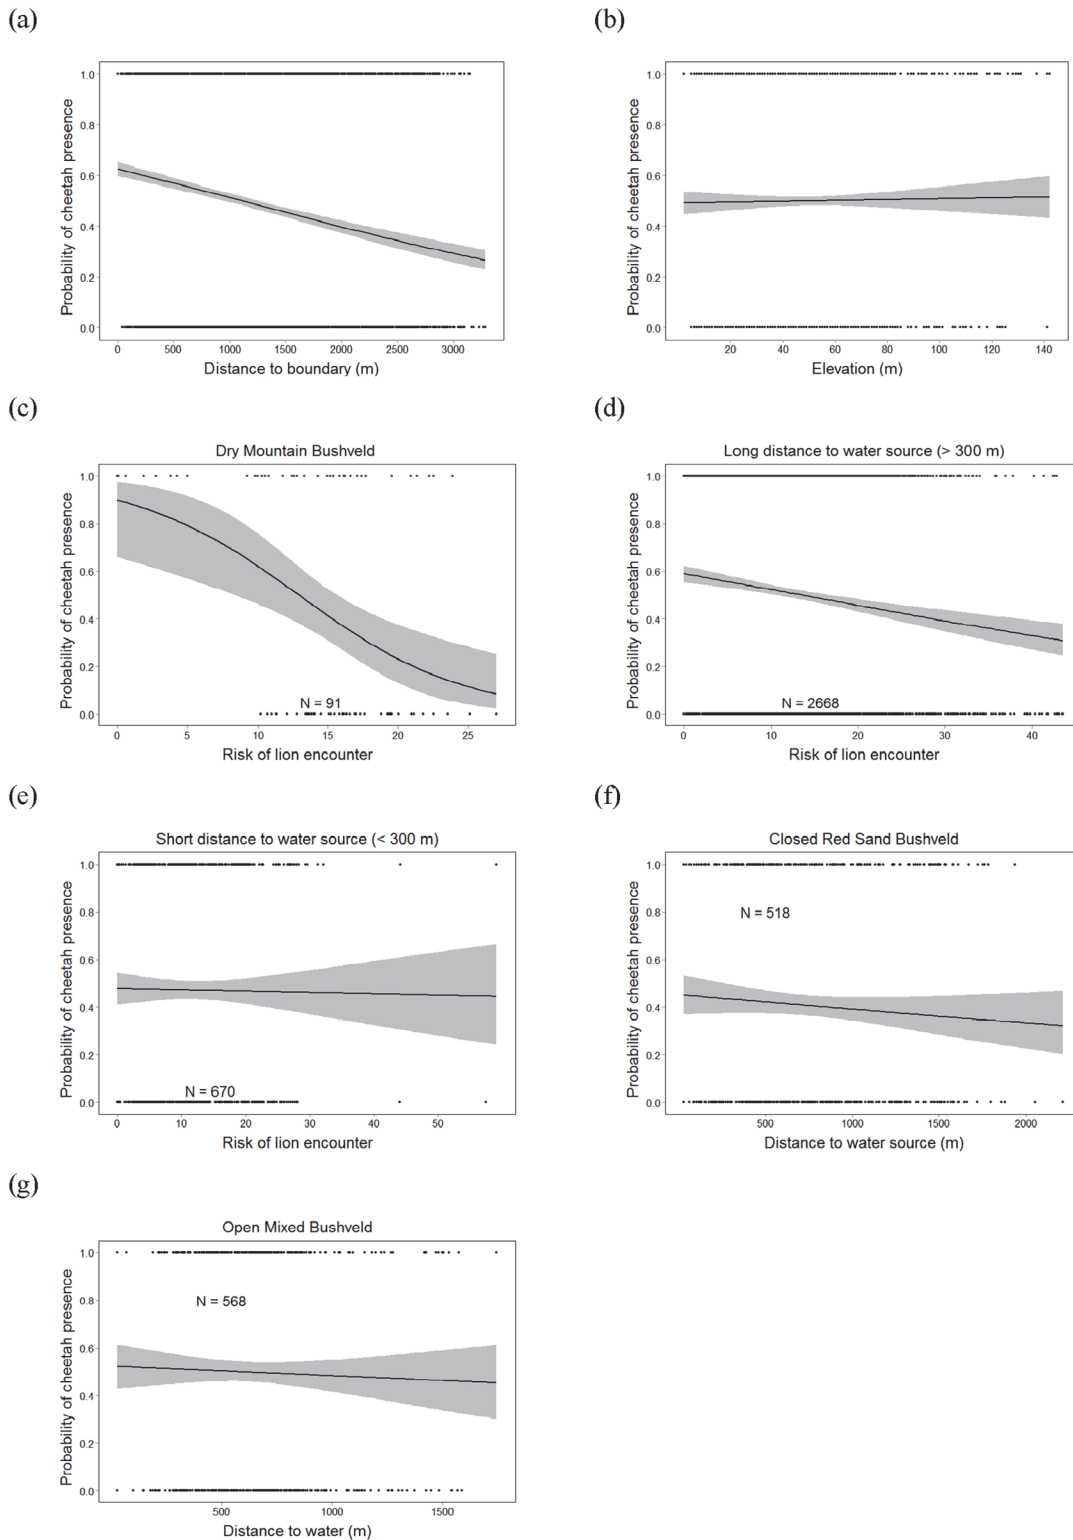 (a)
Probability of cheetah presence
1.0
0.8
0.6
0.4
0.2
0.0
0 500 1000 1500 2000 2500 3000
Distance to boundary (m)
(b)
Probability of cheetah presence
1.0
0.8
0.6
0.4
0.2
0.0
20 40 60 80 100 120 140
Elevation (m)
(c)
Dry Mountain Bushveld
Probability of cheetah presence
1.0
0.8
0.6
0.4
0.2
0.0
N = 91
0 5 10 15 20 25
Risk of lion encounter
(d)
Long distance to water source (> 300 m)
Probability of cheetah presence
1.0
0.8
0.6
0.4
0.2
0.0
N = 2668
0 10 20 30 40
Risk of lion encounter
(e)
Short distance to water source (< 300 m)
Probability of cheetah presence
1.0
0.8
0.6
0.4
0.2
0.0
N = 670
0 10 20 30 40 50
Risk of lion encounter
(f)
Closed Red Sand Bushveld
Probability of cheetah presence
1.0
0.8
0.6
0.4
0.2
0.0
N = 518
500 1000 1500 2000
Distance to water source (m)
(g)
Open Mixed Bushveld
Probability of cheetah presence
1.0
0.8
0.6
0.4
0.2
0.0
N = 568
500 1000 1500
Distance to water (m)